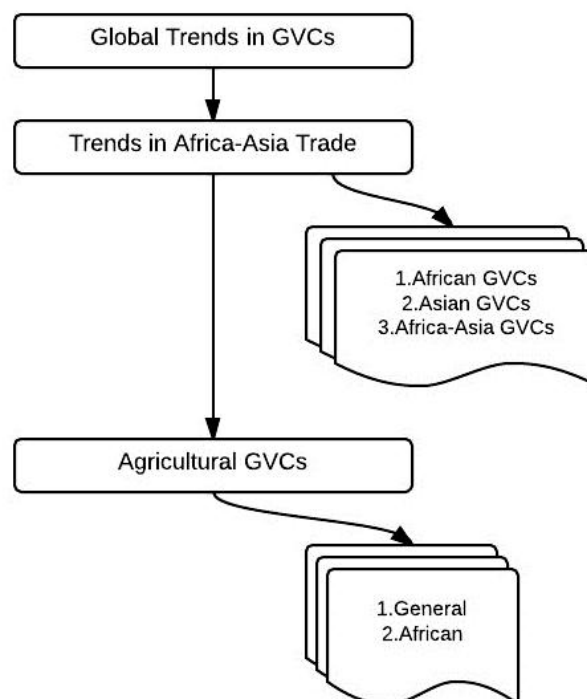 Global Trends in GVCs
Trends in Africa-Asia Trade
1.African GVCs
2.Asian GVCs
3.Africa-Asia GVCs
Agricultural GVCs
1.General
2.African